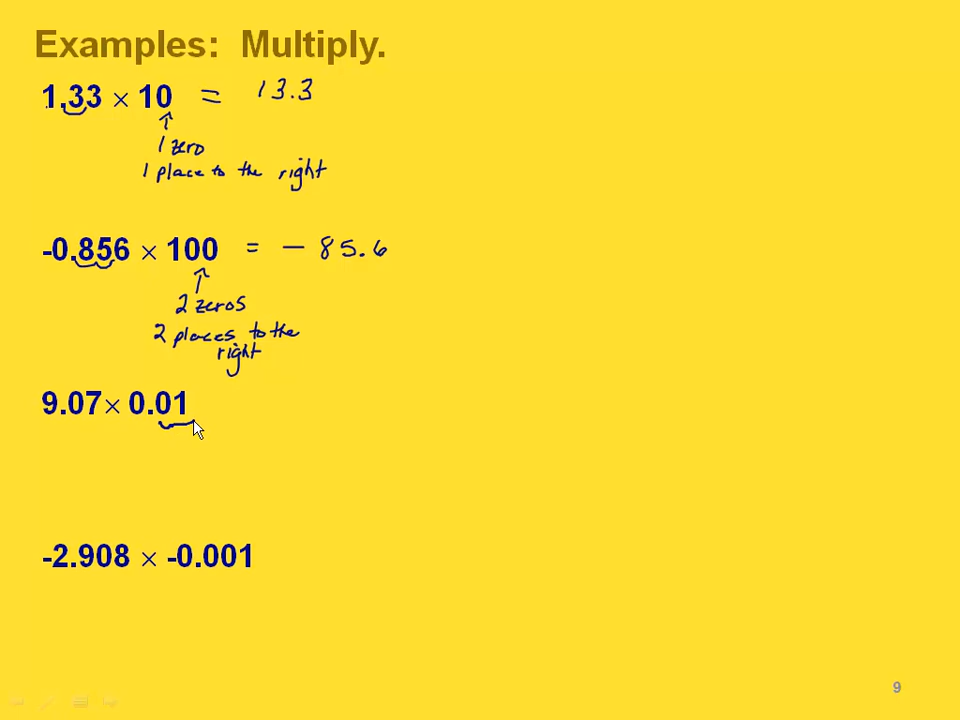 Examples: Multiply.
1.33 × 10 = 13.3
1 zero
1 place to the right
-0.856 × 100 = - 85.6
2 zeros
2 places to the
right
9.07× 0.01
-2.908 × -0.001
9